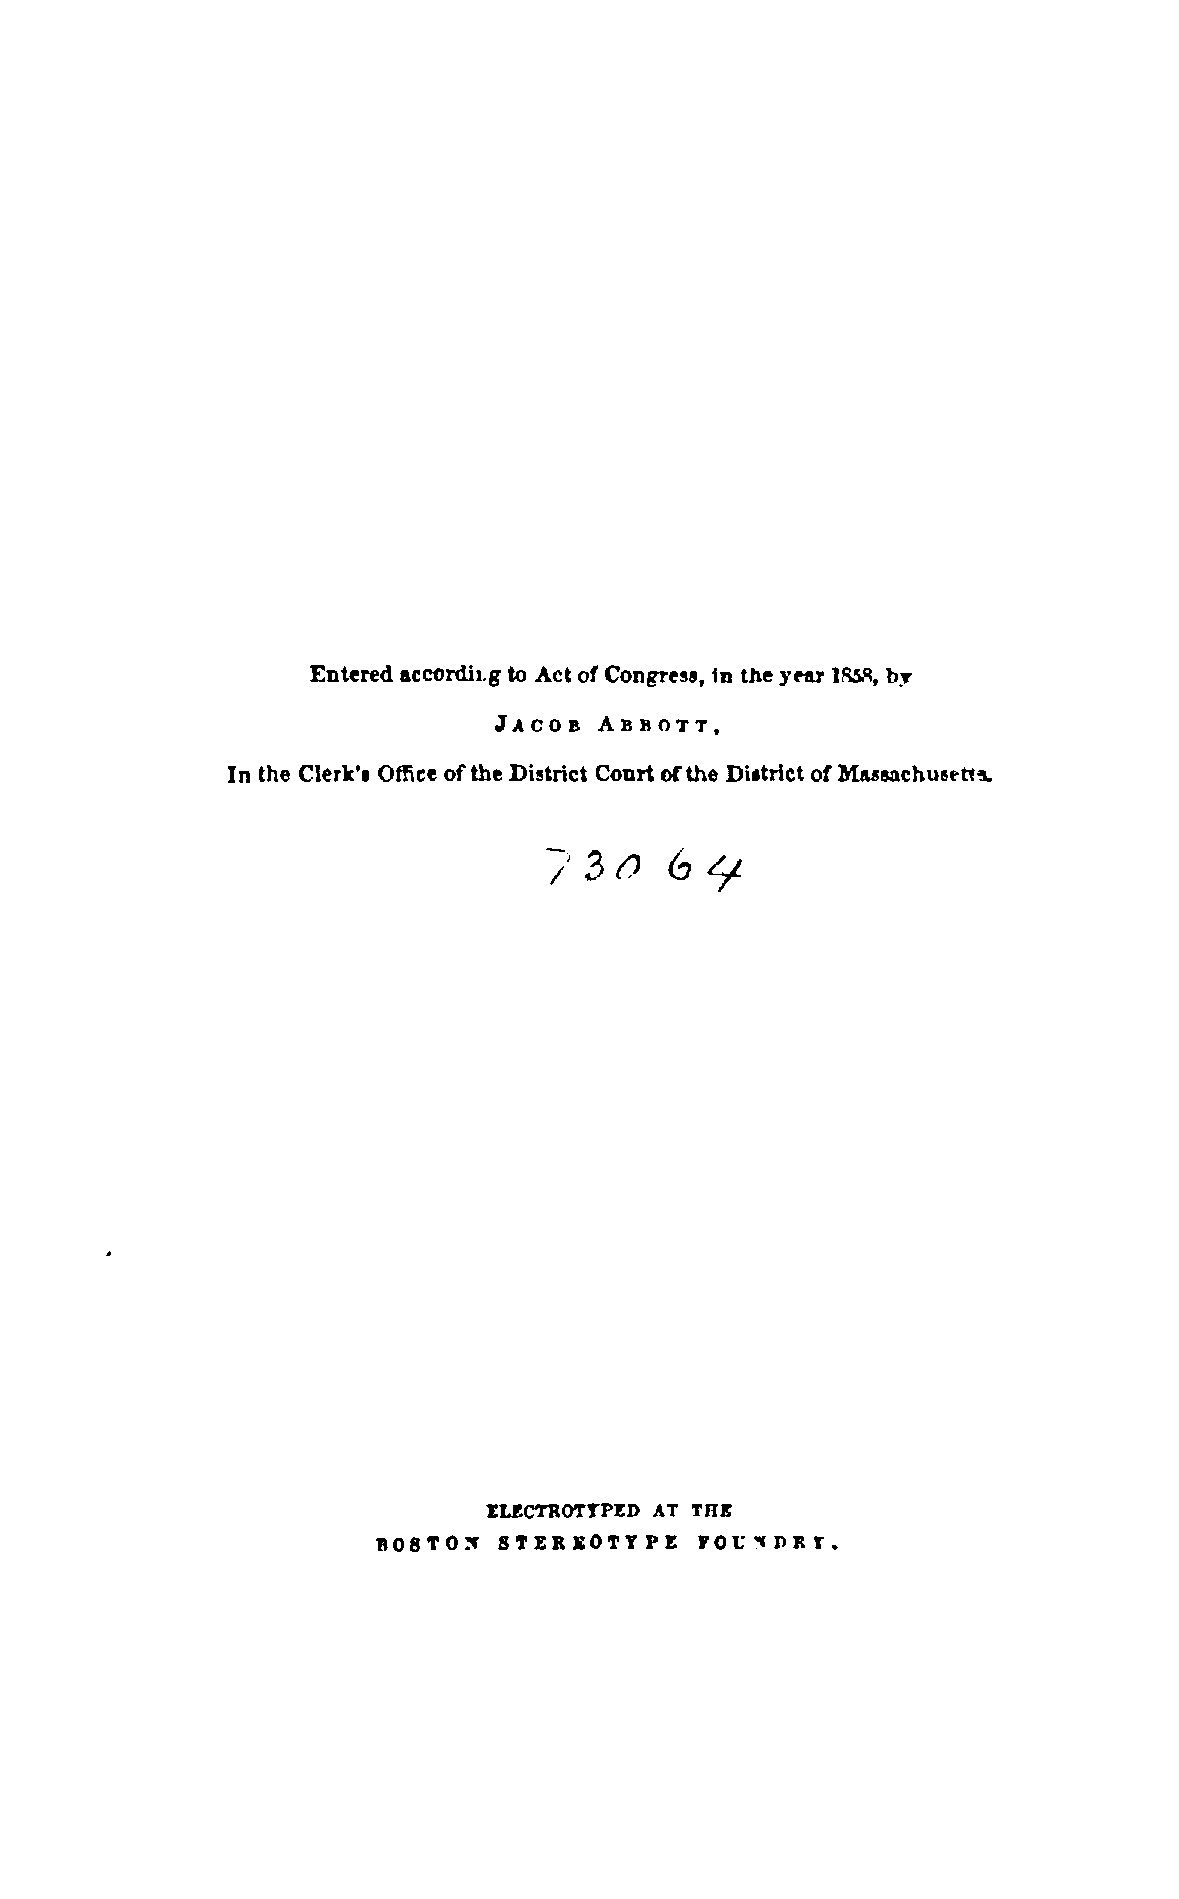 Entered according to Act of Congress, in the year 1858, by
JACOB ABBOTT,
In the Clerk's Office of the District Court of the District of Massachusetts.
73064
ELECTROTYPED AT THE
BOSTON STEREOTYPE FOUNDRY.